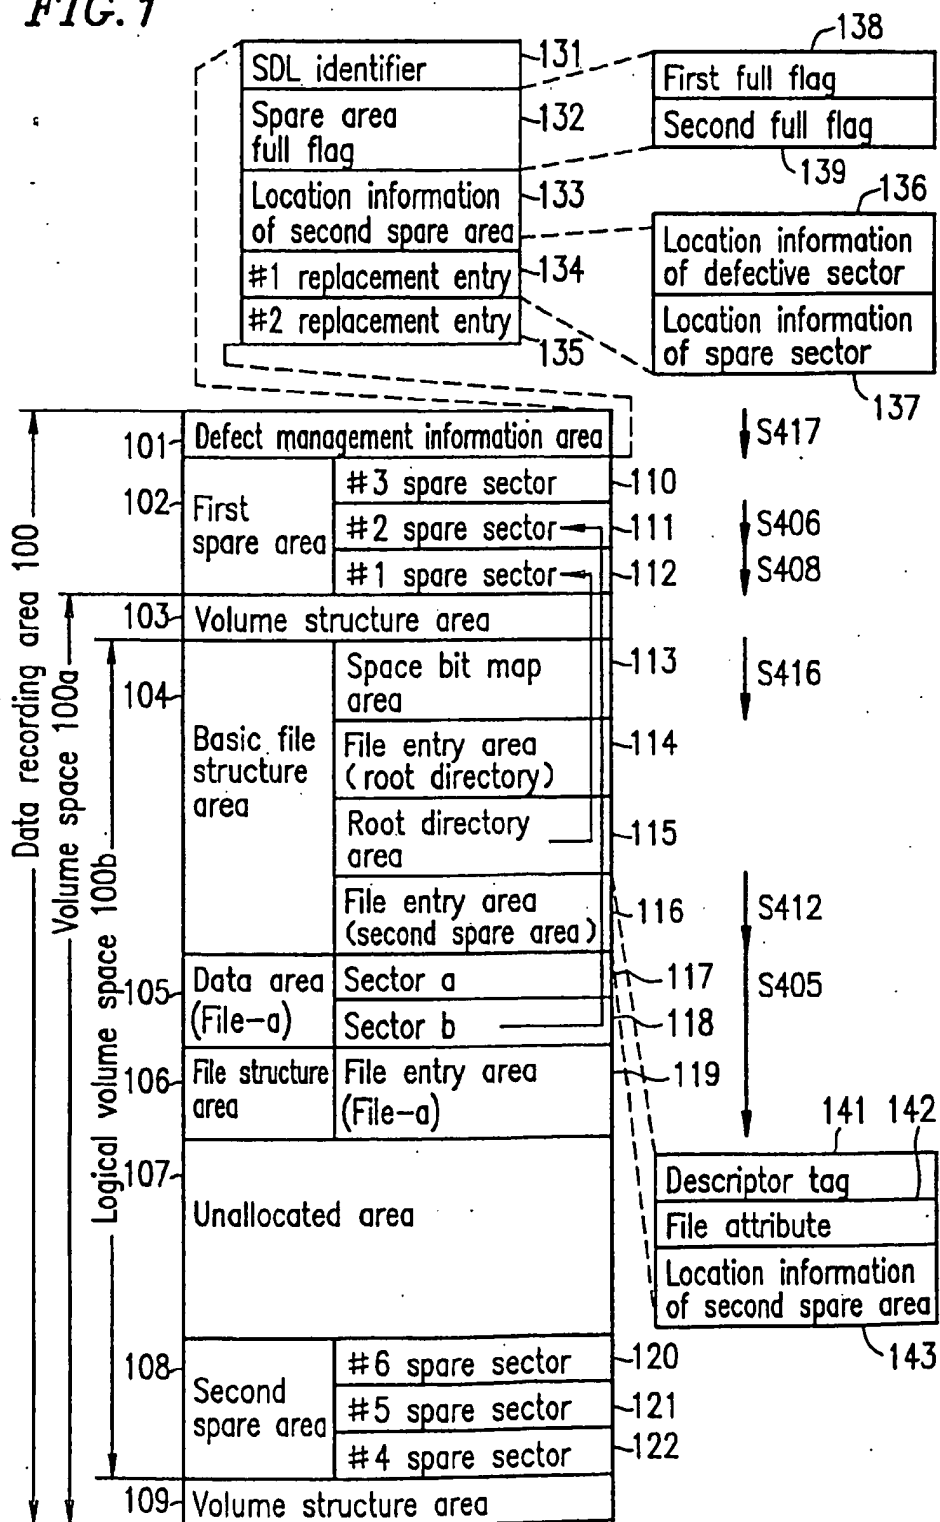 FIG. 1
138
131
SDL identifier
First full flag
Spare area
full flag
132
Second full flag
139
Location information
of second spare area
133
136
Location information
of defective sector
#1 replacement entry
134
#2 replacement entry
135
Location information
of spare sector
137
Data recording area 100
Volume space 100a
Logical volume space 100b
101
Defect management information area
S417
102
First
spare area
#3 spare sector
110
#2 spare sector
111
S406
#1 spare sector
112
S408
103
Volume structure area
104
Basic file
structure
area
Space bit map
area
113
S416
File entry area
(root directory)
114
Root directory
area
115
File entry area
(second spare area)
116
S412
105
Data area
(File-a)
Sector a
117
S405
Sector b
118
106
File structure
area
File entry area
(File-a)
119
141
142
Descriptor tag
File attribute
Location information
of second spare area
143
107
Unallocated area
108
Second
spare area
#6 spare sector
120
#5 spare sector
121
#4 spare sector
122
109
Volume structure area